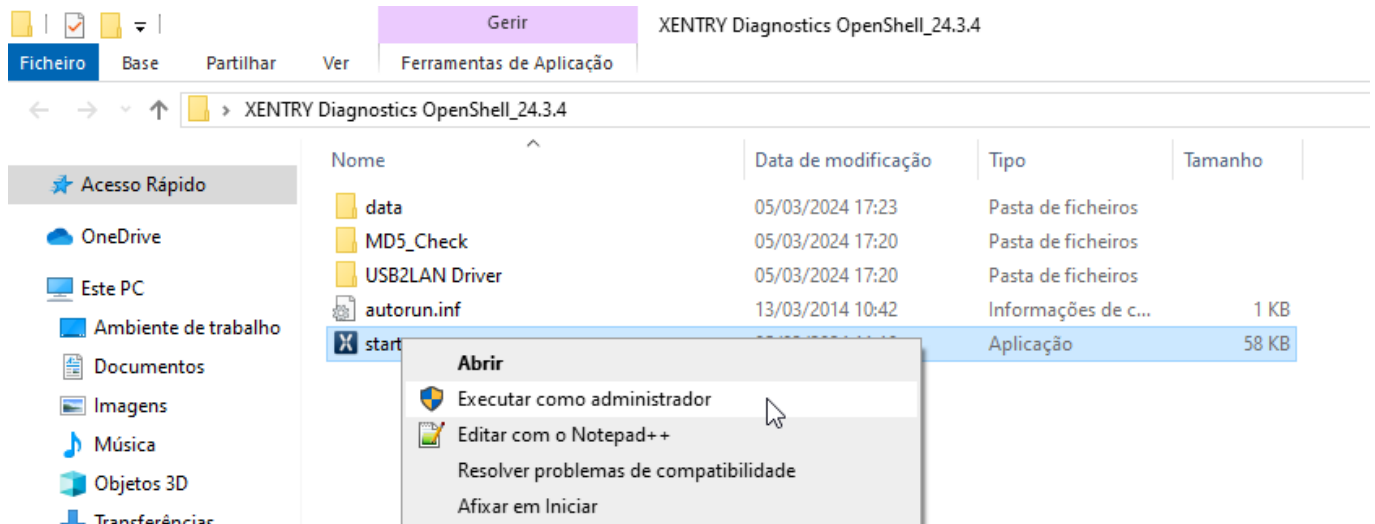 Gerir
XENTRY Diagnostics OpenShell_24.3.4
Ficheiro Base Partilhar Ver Ferramentas de Aplicação
XENTRY Diagnostics OpenShell_24.3.4
Nome Data de modificação Tipo Tamanho
Acesso Rápido
OneDrive
Este PC
Ambiente de trabalho
Documentos
Imagens
Música
Objetos 3D
Transferências
data 05/03/2024 17:23 Pasta de ficheiros
MD5_Check 05/03/2024 17:20 Pasta de ficheiros
USB2LAN Driver 05/03/2024 17:20 Pasta de ficheiros
autorun.inf 13/03/2014 10:42 Informações de c... 1 KB
start Aplicação 58 KB
Abrir
Executar como administrador
Editar com o Notepad++
Resolver problemas de compatibilidade
Afixar em Iniciar